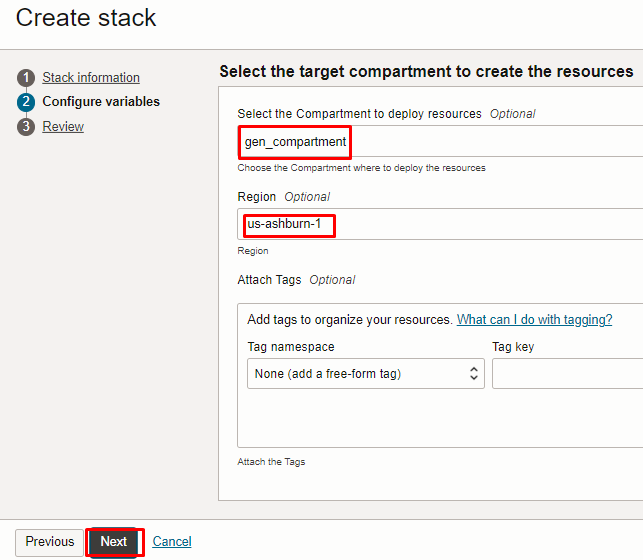 Create stack
1 Stack information
2 Configure variables
3 Review
Select the target compartment to create the resources
Select the Compartment to deploy resources Optional
gen_compartment
Choose the Compartment where to deploy the resources
Region Optional
us-ashburn-1
Region
Attach Tags Optional
Add tags to organize your resources. What can I do with tagging?
Tag namespace Tag key
None (add a free-form tag)
Attach the Tags
Previous Next Cancel